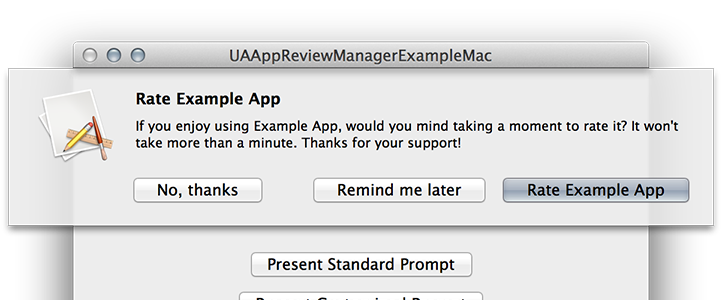 UAAppReviewManagerExampleMac
Rate Example App
If you enjoy using Example App, would you mind taking a moment to rate it? It won't
take more than a minute. Thanks for your support!
No, thanks
Remind me later
Rate Example App
Present Standard Prompt